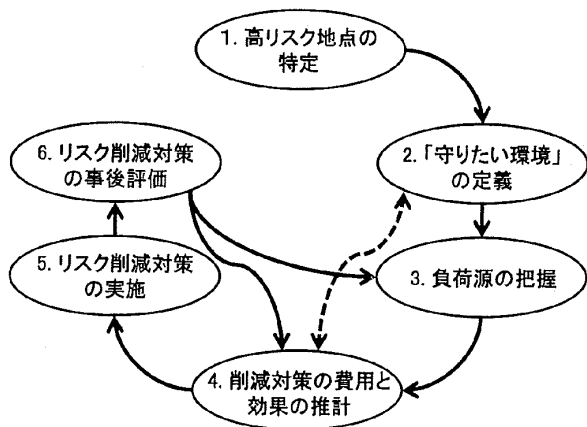 1. 高リスク地点の
特定
2.「守りたい環境」
の定義
3. 負荷源の把握
4. 削減対策の費用と
効果の推計
5. リスク削減対策
の実施
6. リスク削減対策
の事後評価